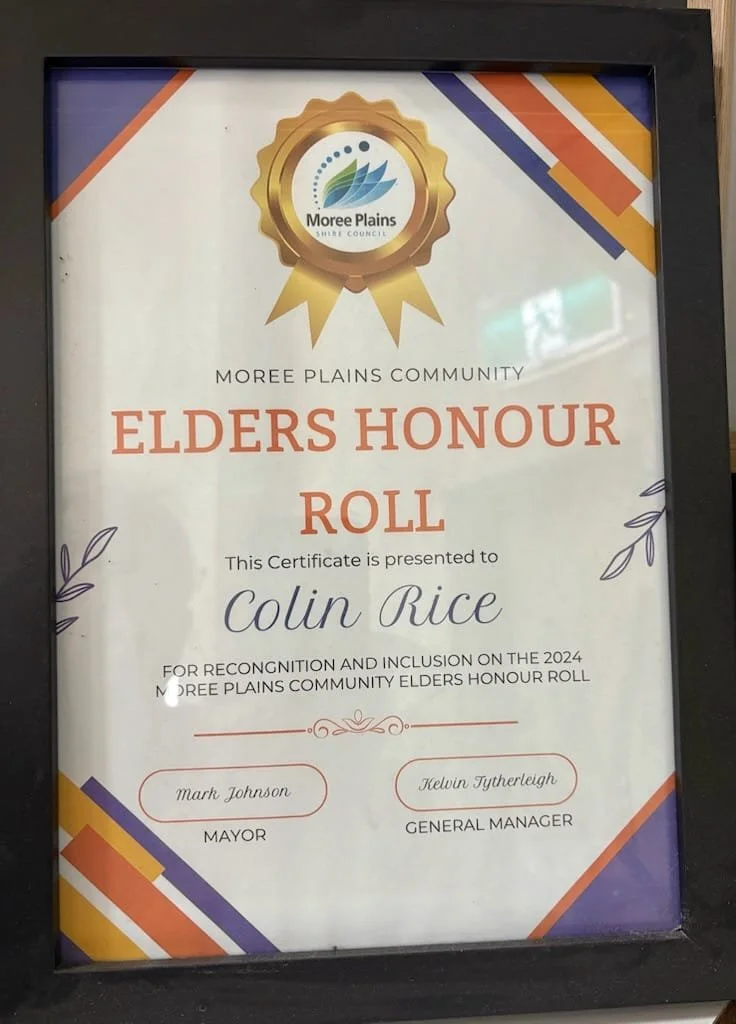 Moree Plains
SHIRE COUNCIL
MOREE PLAINS COMMUNITY
ELDERS HONOUR
ROLL
This Certificate is presented to
Colin Rice
FOR RECONGNITION AND INCLUSION ON THE 2024
MOREE PLAINS COMMUNITY ELDERS HONOUR ROLL
Mark Johnson
MAYOR
Kelvin Tytherleigh
GENERAL MANAGER